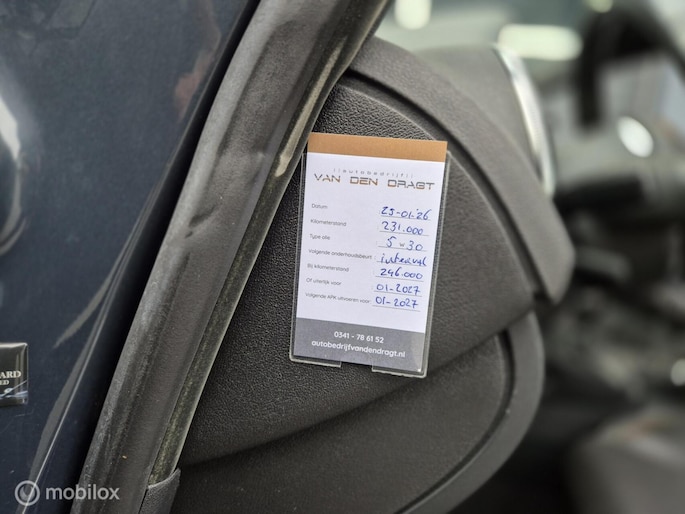 autobedrijf
VAN DEN DRAGT
Datum 25-01-'26
Kilometerstand 231.000
Type olie 5 w 30
Volgende onderhoudsbeurt: interval
Bij kilometerstand 246.000
Of uiterlijk voor 01-2027
Volgende APK uitvoeren voor: 01-2027
0341 - 78 61 52
autobedrijfvandendragt.nl
ARD
ED
mobilox